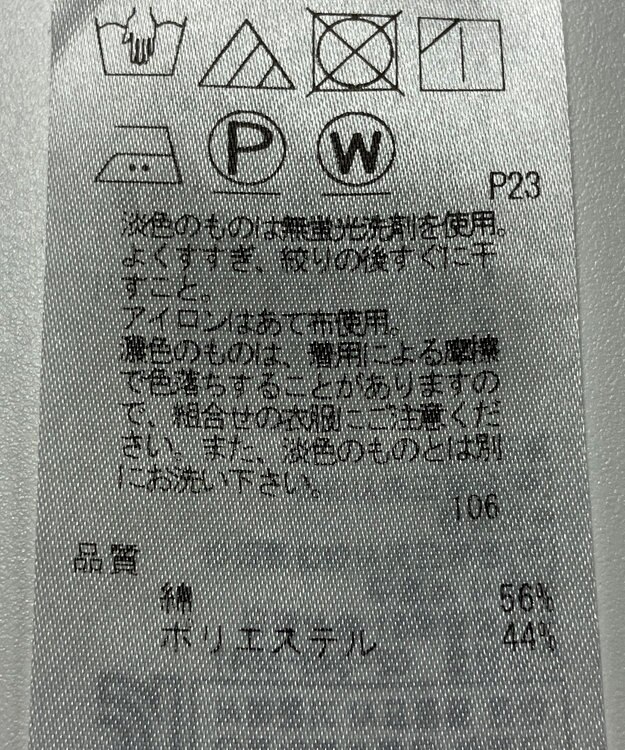 P W
P23
淡色のものは無蛍光洗剤を使用。
よくすすぎ、絞りの後すぐに干
すこと。
アイロンはあて布使用。
濃色のものは、着用による摩擦
で色落ちすることがありますの
で、組合せの衣服にご注意くだ
さい。また、淡色のものとは別
にお洗い下さい。
106
品質
綿 56%
ポリエステル 44%